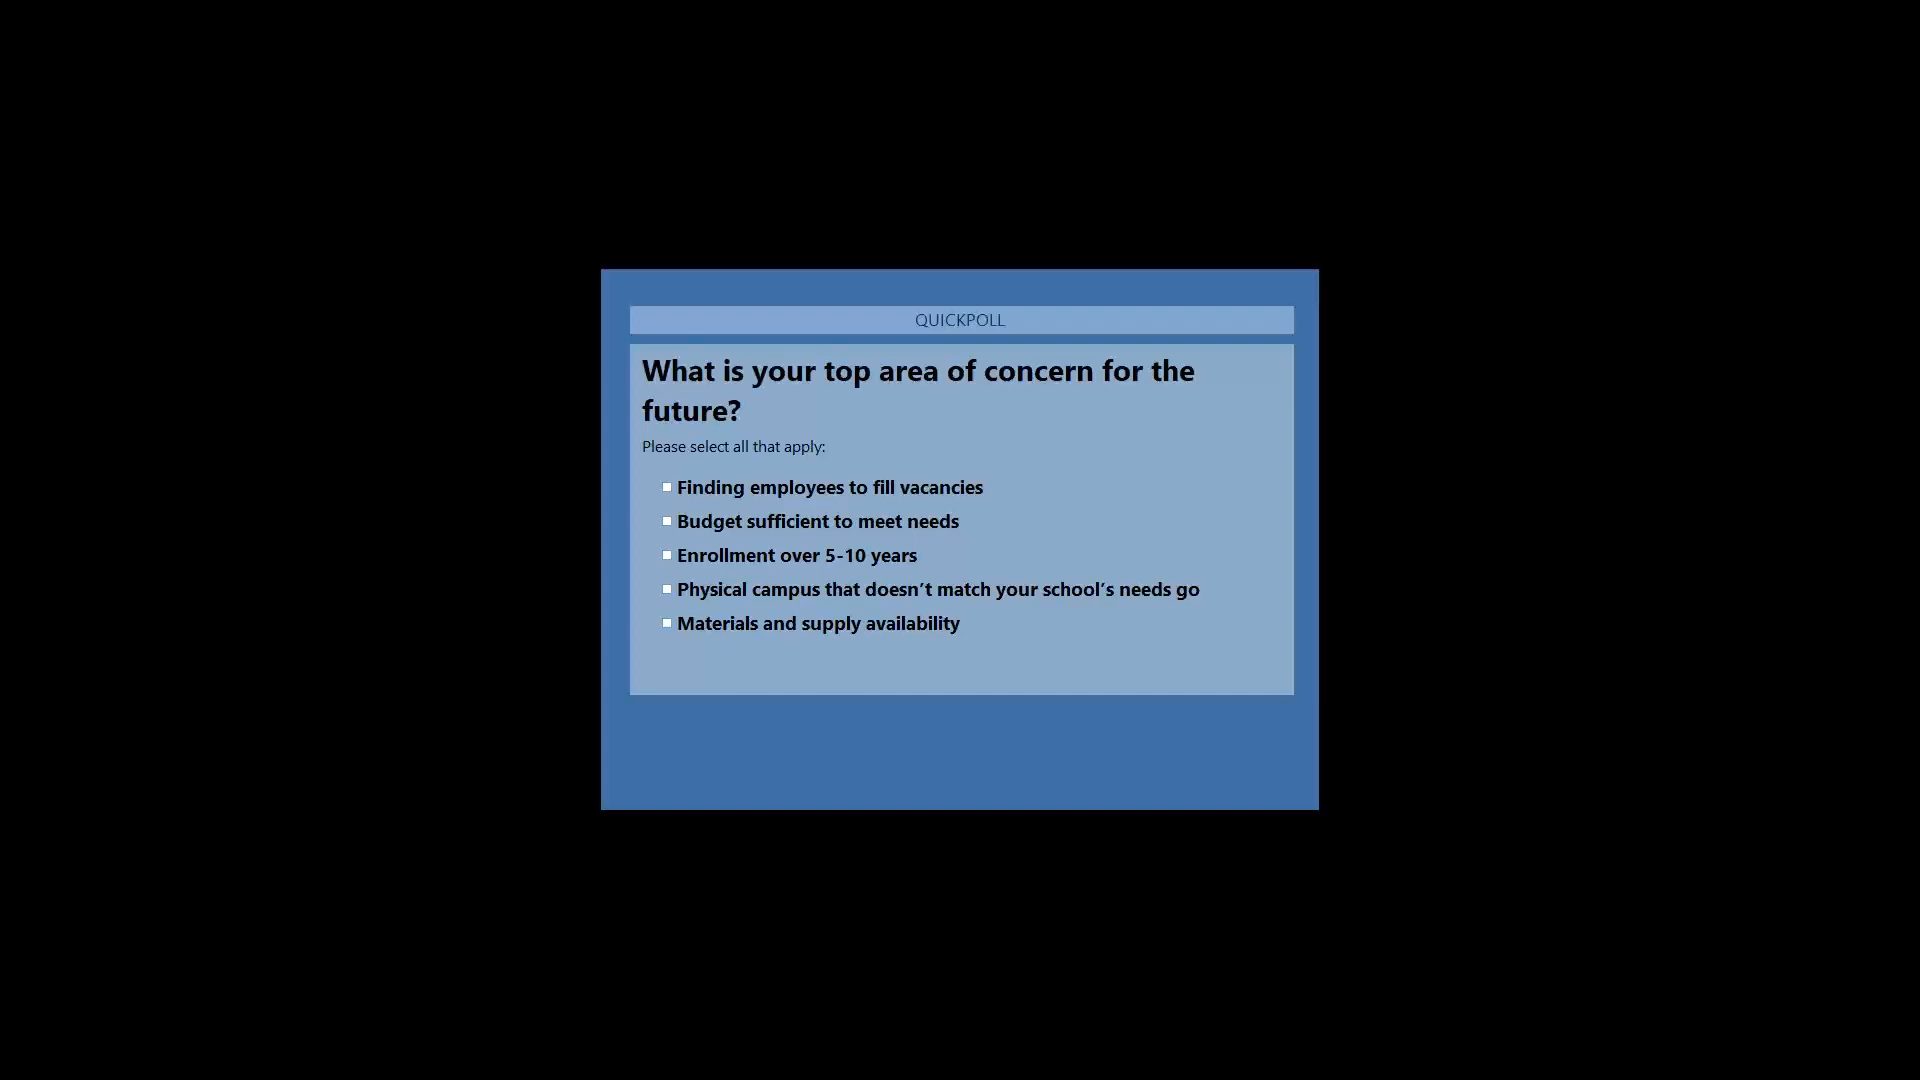 QUICKPOLL
What is your top area of concern for the
future?
Please select all that apply:
Finding employees to fill vacancies
Budget sufficient to meet needs
Enrollment over 5-10 years
Physical campus that doesn’t match your school’s needs go
Materials and supply availability